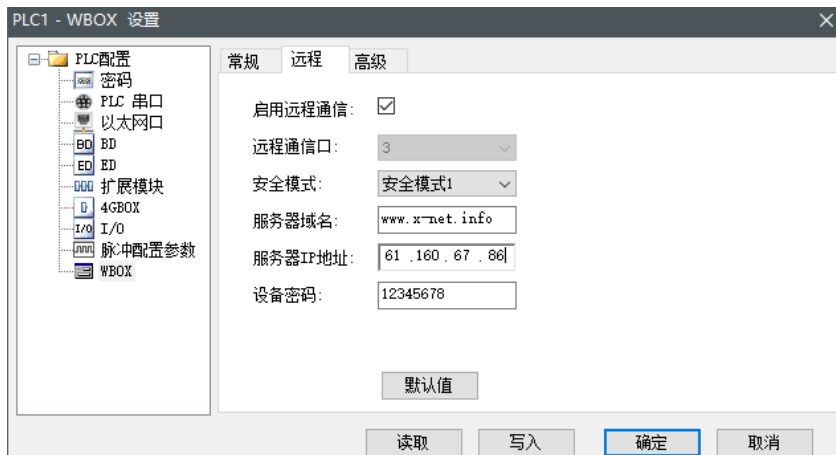 PLC1 - WBOX 设置
PLC配置
密码
PLC 串口
以太网口
BD BD
ED ED
扩展模块
4GBOX
I/O I/O
脉冲配置参数
WBOX
常规 远程 高级
启用远程通信:
远程通信口: 3
安全模式: 安全模式1
服务器域名: www.x-net.info
服务器IP地址: 61 .160. 67 . 86
设备密码: 12345678
默认值
读取 写入 确定 取消